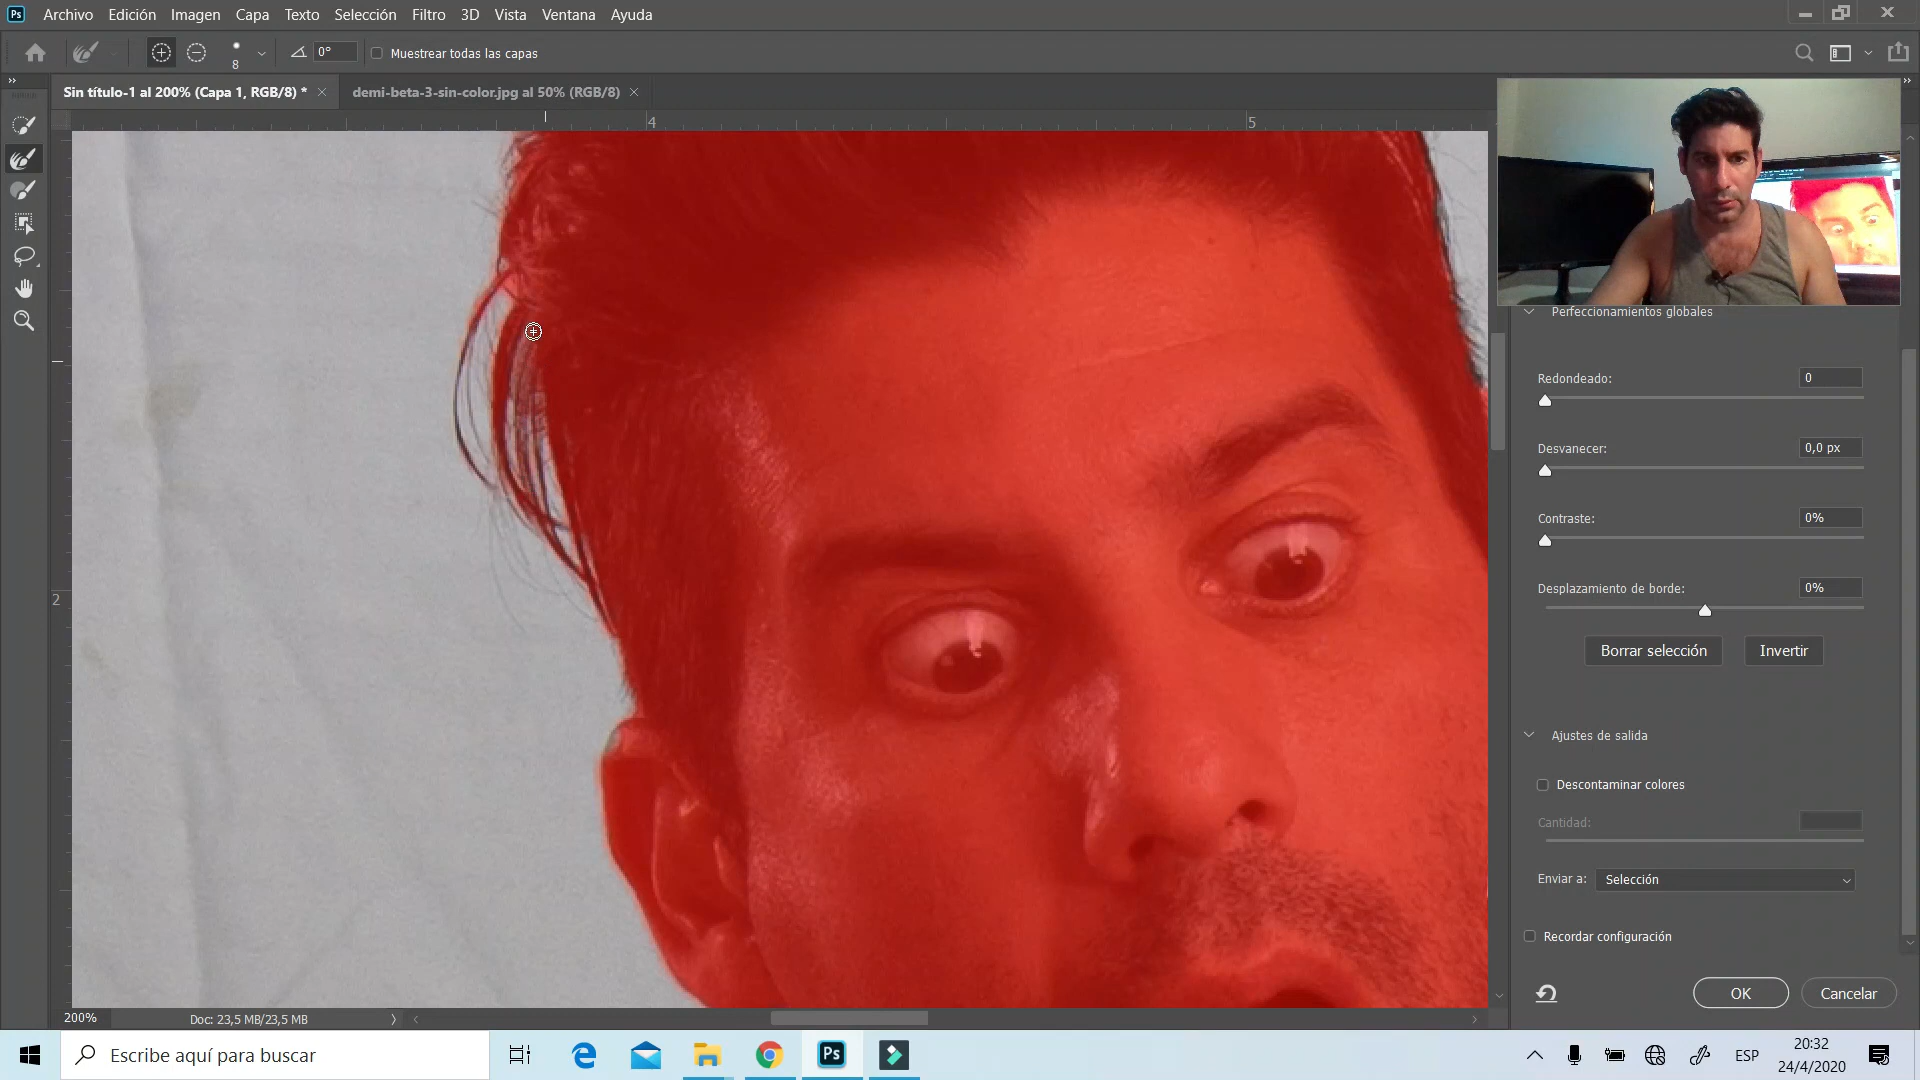 Ps Archivo Edición Imagen Capa Texto Selección Filtro 3D Vista Ventana Ayuda
8 0° Muestrear todas las capas
Sin título-1 al 200% (Capa 1, RGB/8) * × demi-beta-3-sin-color.jpg al 50% (RGB/8) ×
4 5
2
Perfeccionamientos globales
Redondeado: 0
Desvanecer: 0,0 px
Contraste: 0%
Desplazamiento de borde: 0%
Borrar selección Invertir
Ajustes de salida
Descontaminar colores
Cantidad:
Enviar a: Selección
Recordar configuración
OK Cancelar
200% Doc: 23,5 MB/23,5 MB
Escribe aquí para buscar
Ps
ESP
20:32
24/4/2020